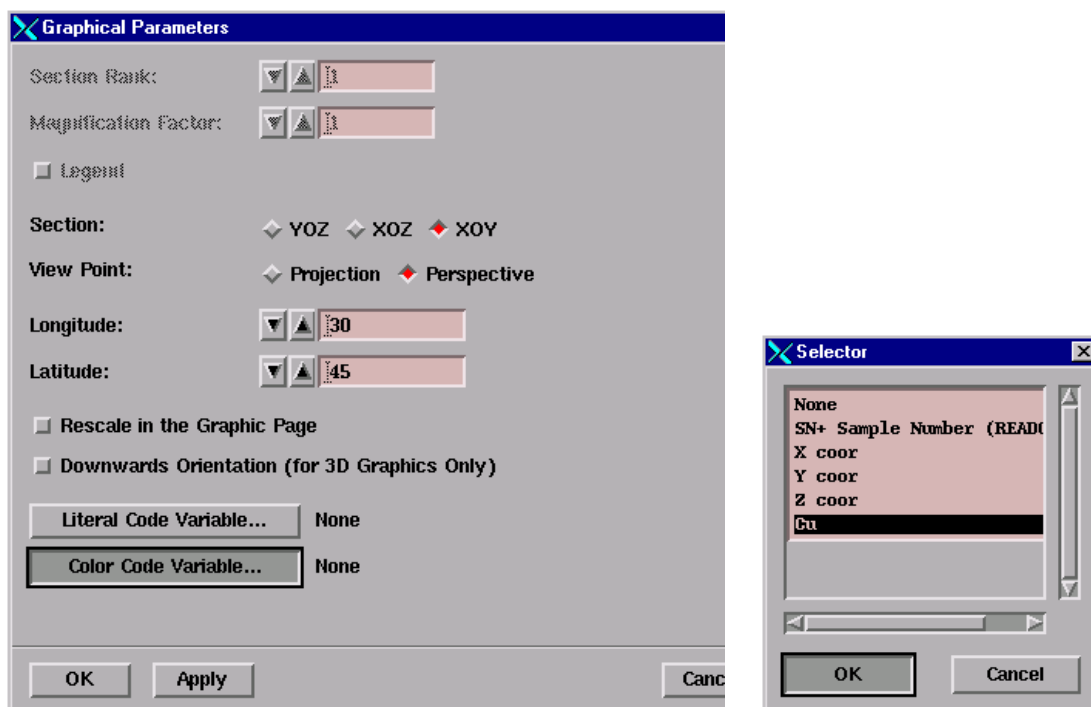 Graphical Parameters
Section Rank: 1
Magnification Factor: 1
Legend
Section: YOZ XOZ XOY
View Point: Projection Perspective
Longitude: 30
Latitude: 45
Rescale in the Graphic Page
Downwards Orientation (for 3D Graphics Only)
Literal Code Variable... None
Color Code Variable... None
OK Apply Canc
Selector
None
SN+ Sample Number (READ
X coor
Y coor
Z coor
Cu
OK Cancel